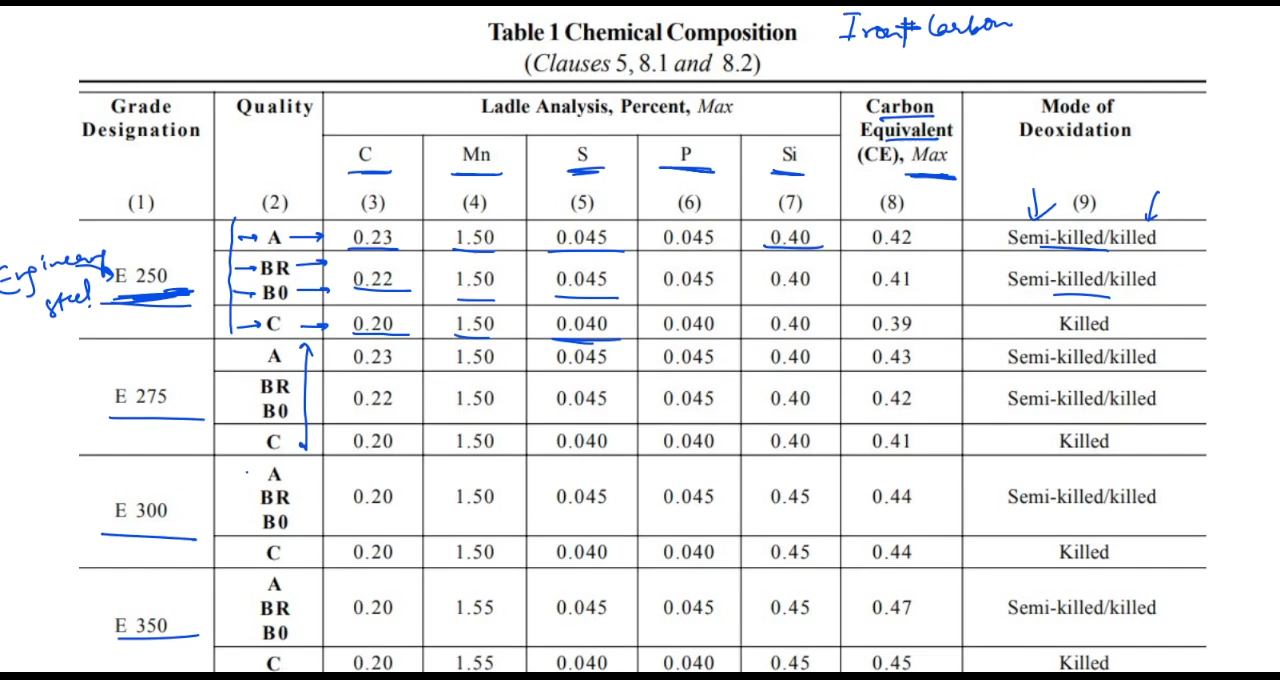 Table 1 Chemical Composition
Iron + Carbon
(Clauses 5, 8.1 and 8.2)
Grade Designation Quality Ladle Analysis, Percent, Max Carbon Equivalent (CE), Max Mode of Deoxidation
C Mn S P Si
(1) (2) (3) (4) (5) (6) (7) (8) (9)
A 0.23 1.50 0.045 0.045 0.40 0.42 Semi-killed/killed
steel
E 250
BR B0 0.22 1.50 0.045 0.045 0.40 0.41 Semi-killed/killed
C 0.20 1.50 0.040 0.040 0.40 0.39 Killed
A 0.23 1.50 0.045 0.045 0.40 0.43 Semi-killed/killed
E 275 BR B0 0.22 1.50 0.045 0.045 0.40 0.42 Semi-killed/killed
C 0.20 1.50 0.040 0.040 0.40 0.41 Killed
E 300 A BR B0 0.20 1.50 0.045 0.045 0.45 0.44 Semi-killed/killed
C 0.20 1.50 0.040 0.040 0.45 0.44 Killed
E 350 A BR B0 0.20 1.55 0.045 0.045 0.45 0.47 Semi-killed/killed
C 0.20 1.55 0.040 0.040 0.45 0.45 Killed